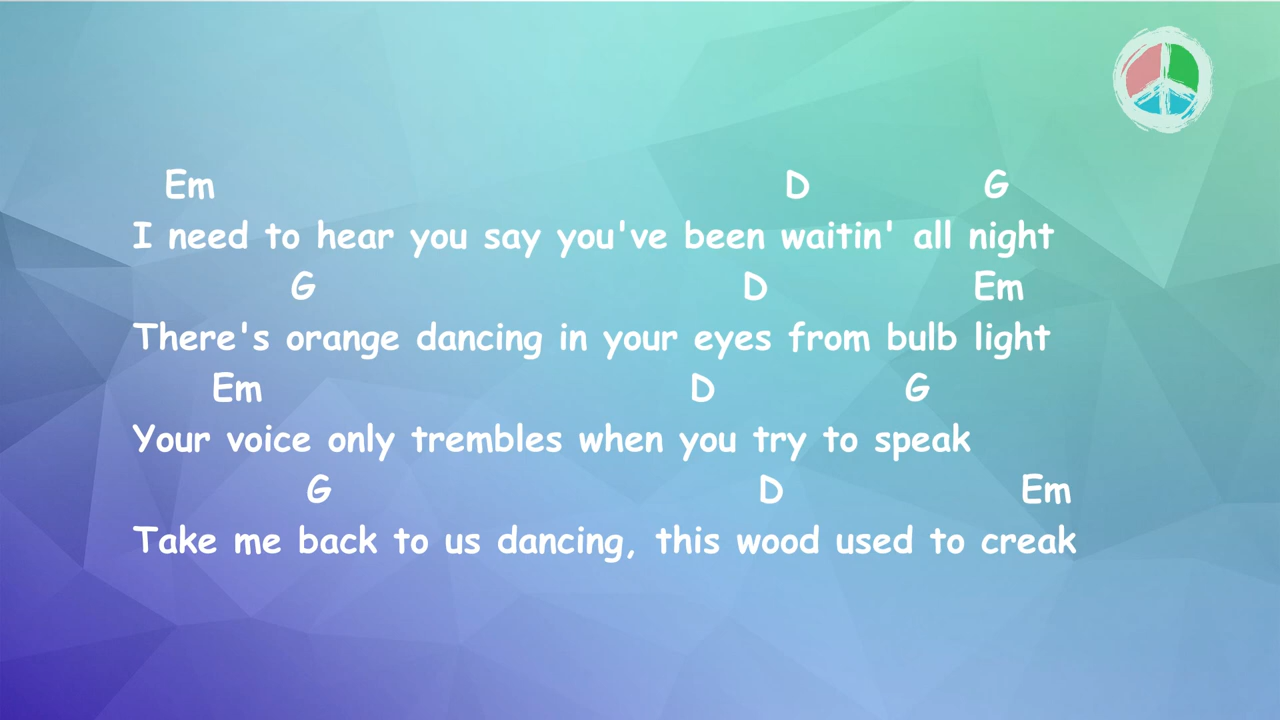 Em D G
I need to hear you say you've been waitin' all night
G D Em
There's orange dancing in your eyes from bulb light
Em D G
Your voice only trembles when you try to speak
G D Em
Take me back to us dancing, this wood used to creak